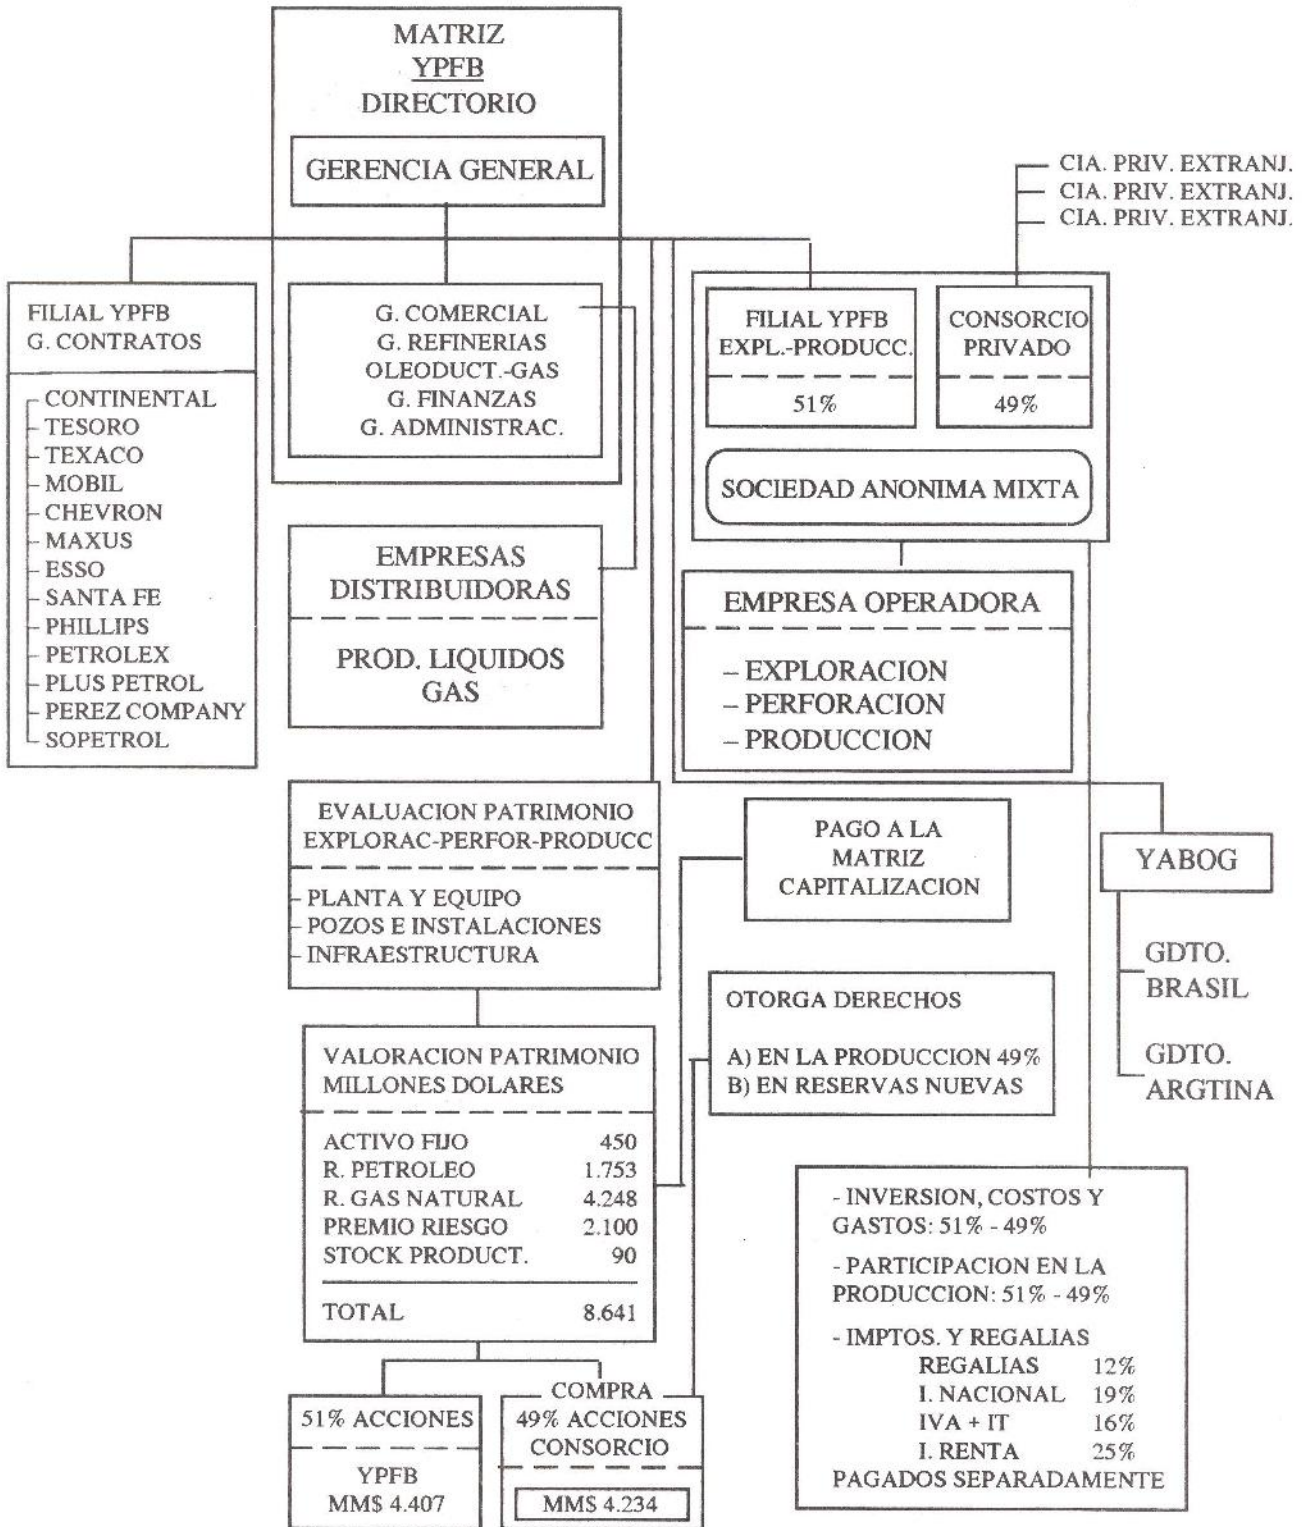 MATRIZ
YPFB
DIRECTORIO
GERENCIA GENERAL
CIA. PRIV. EXTRANJ.
CIA. PRIV. EXTRANJ.
CIA. PRIV. EXTRANJ.
FILIAL YPFB
G. CONTRATOS
CONTINENTAL
TESORO
TEXACO
MOBIL
CHEVRON
MAXUS
ESSO
SANTA FE
PHILLIPS
PETROLEX
PLUS PETROL
PEREZ COMPANY
SOPETROL
G. COMERCIAL
G. REFINERIAS
OLEODUCT.-GAS
G. FINANZAS
G. ADMINISTRAC.
FILIAL YPFB
EXPL.-PRODUCC.
51%
CONSORCIO
PRIVADO
49%
SOCIEDAD ANONIMA MIXTA
EMPRESAS
DISTRIBUIDORAS
PROD. LIQUIDOS
GAS
EMPRESA OPERADORA
– EXPLORACION
– PERFORACION
– PRODUCCION
EVALUACION PATRIMONIO
EXPLORAC-PERFOR-PRODUCC
– PLANTA Y EQUIPO
– POZOS E INSTALACIONES
– INFRAESTRUCTURA
PAGO A LA
MATRIZ
CAPITALIZACION
YABOG
GDTO.
BRASIL
GDTO.
ARGTINA
OTORGA DERECHOS
A) EN LA PRODUCCION 49%
B) EN RESERVAS NUEVAS
VALORACION PATRIMONIO
MILLONES DOLARES
ACTIVO FIJO 450
R. PETROLEO 1.753
R. GAS NATURAL 4.248
PREMIO RIESGO 2.100
STOCK PRODUCT. 90
TOTAL 8.641
51% ACCIONES
YPFB
MM$ 4.407
COMPRA
49% ACCIONES
CONSORCIO
MM$ 4.234
- INVERSION, COSTOS Y
GASTOS: 51% - 49%
- PARTICIPACION EN LA
PRODUCCION: 51% - 49%
- IMPTOS. Y REGALIAS
REGALIAS 12%
I. NACIONAL 19%
IVA + IT 16%
I. RENTA 25%
PAGADOS SEPARADAMENTE